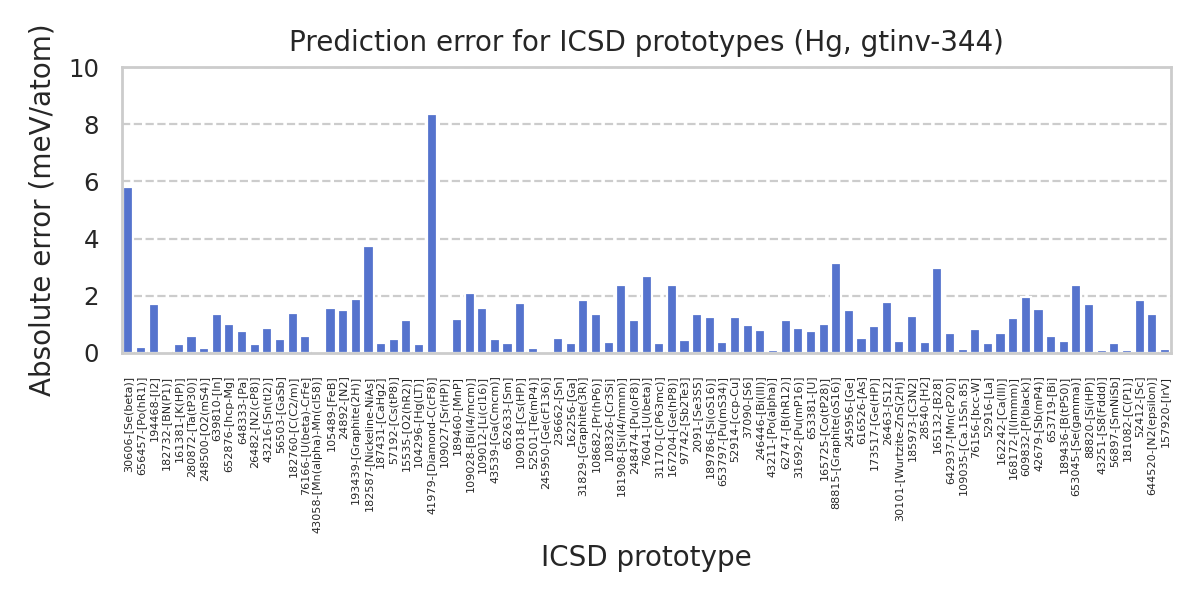 Prediction error for ICSD prototypes (Hg, gtinv-344)
Absolute error (meV/atom)
10
8
6
4
2
0
30606-[Se(beta)]
656457-[Po(hR1)]
194468-[I2]
182732-[BN(P1)]
161381-[K(HP)]
280872-[Ta(tP30)]
248500-[O2(mS4)]
639810-[In]
652876-[hcp-Mg]
648333-[Pa]
26482-[N2(cP8)]
43216-[Sn(tI2)]
56503-[GaSb]
182760-[C(C2/m)]
76166-[U(beta)-CrFe]
43058-[Mn(alpha)-Mn(cI58)]
105489-[FeB]
24892-[N2]
193439-[Graphite(2H)]
182587-[Nickeline-NiAs]
187431-[CaHg2]
57192-[Cs(tP8)]
15535-[O2(hR2)]
104296-[Hg(LT)]
41979-[Diamond-C(cF8)]
109027-[Sr(HP)]
189460-[MnP]
109028-[Bi(I4/mcm)]
109012-[Li(cI16)]
43539-[Ga(Cmcm)]
652633-[Sm]
109018-[Cs(HP)]
52501-[Te(mP4)]
245950-[Ge(cF136)]
236662-[Sn]
162256-[Ga]
31829-[Graphite(3R)]
108682-[Pr(hP6)]
108326-[Cr3Si]
181908-[Si(I4/mmm)]
248474-[Pu(oF8)]
76041-[U(beta)]
31170-[C(P63mc)]
167204-[Ge(hP8)]
97742-[Sb2Te3]
2091-[Se3S5]
189786-[Si(oS16)]
653797-[Pu(mS34)]
52914-[ccp-Cu]
37090-[S6]
246446-[Bi(III)]
43211-[Po(alpha)]
62747-[B(hR12)]
31692-[P(mP16)]
653381-[U]
165725-[Co(tP28)]
88815-[Graphite(oS16)]
245956-[Ge]
616526-[As]
173517-[Ge(HP)]
26463-[S12]
30101-[Wurtzite-ZnS(2H)]
185973-[C3N2]
28540-[H2]
165132-[B28]
642937-[Mn(cP20)]
109035-[Ca.15Sn.85]
76156-[bcc-W]
52916-[La]
162242-[Ca(III)]
168172-[I(Immm)]
609832-[P(black)]
42679-[Sb(mP4)]
653719-[Bi]
189436-[B(tP50)]
653045-[Se(gamma)]
88820-[Si(HP)]
43251-[S8(Fddd)]
56897-[SmNiSb]
181082-[C(P1)]
52412-[Sc]
644520-[N2(epsilon)]
157920-[IrV]
ICSD prototype